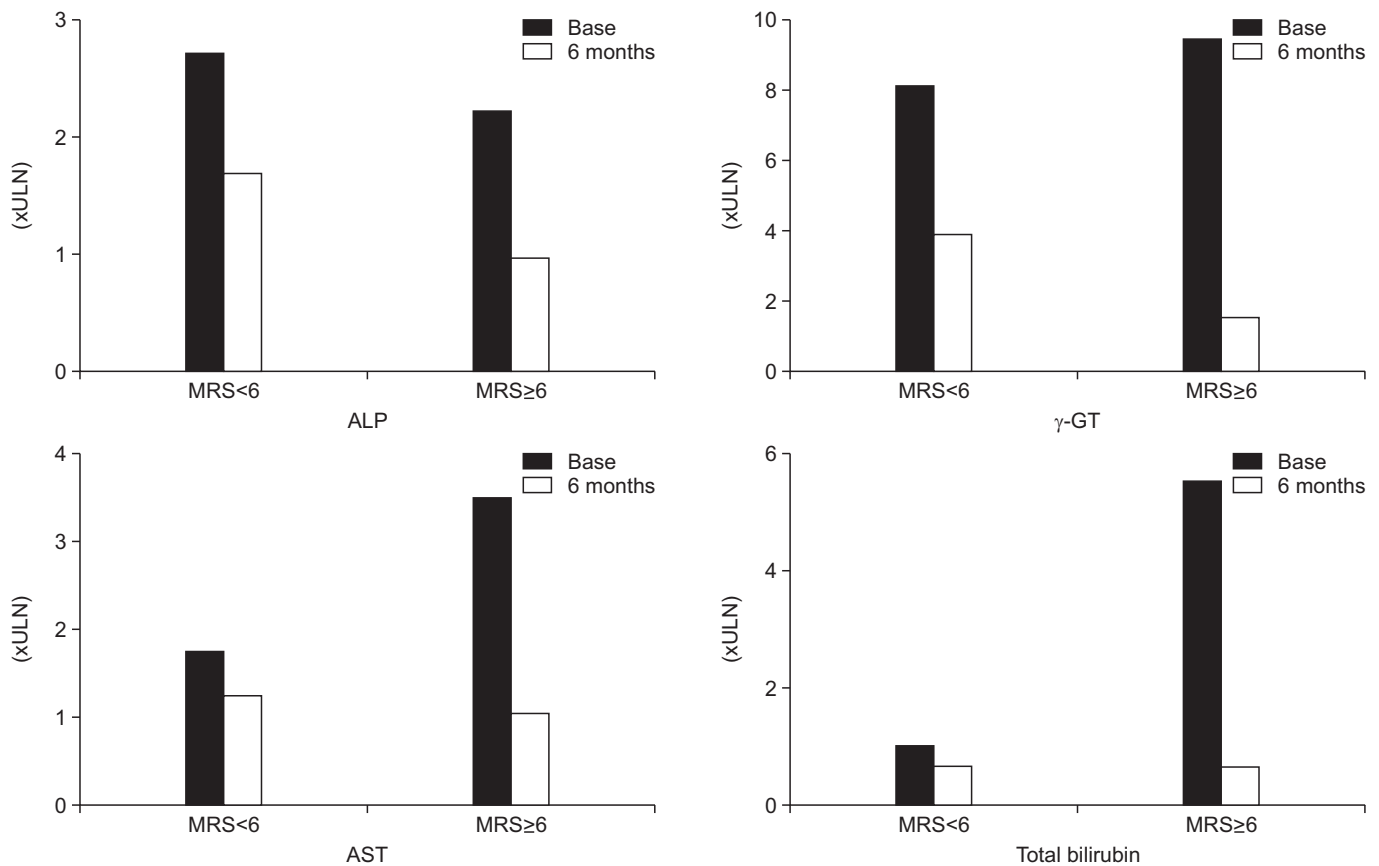 3
2
1
0
(xULN)
Base
6 months
MRS<6
MRS≥6
ALP
10
8
6
4
2
0
(xULN)
Base
6 months
MRS<6
MRS≥6
γ-GT
4
3
2
1
0
(xULN)
Base
6 months
MRS<6
MRS≥6
AST
6
4
2
0
(xULN)
Base
6 months
MRS<6
MRS≥6
Total bilirubin